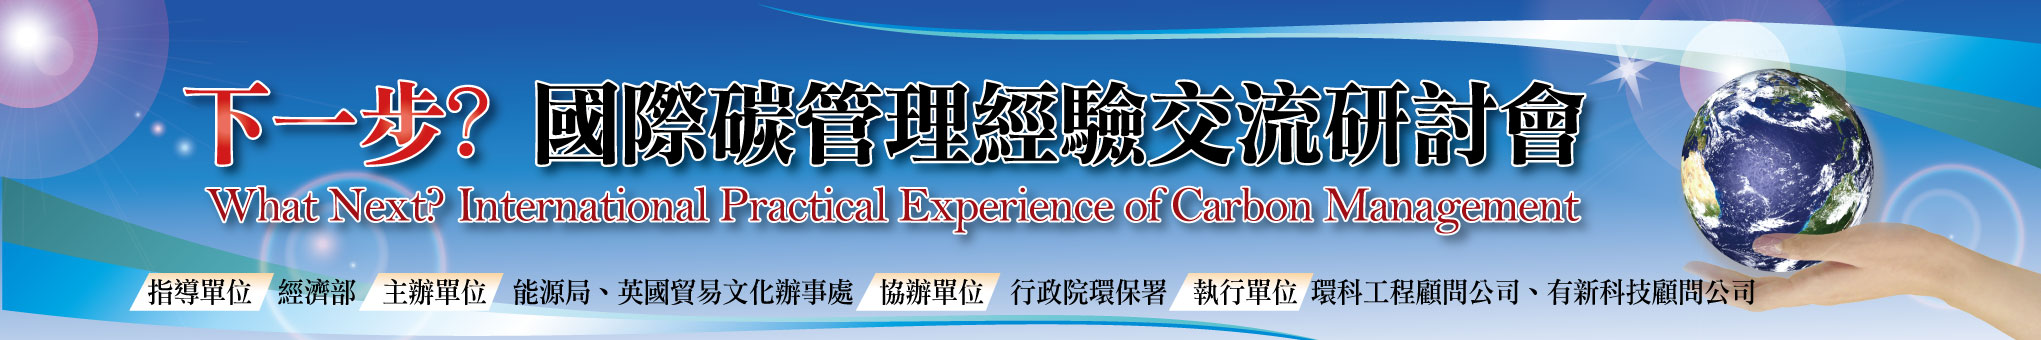 下一步? 國際碳管理經驗交流研討會
What Next? International Practical Experience of Carbon Management
指導單位 經濟部 主辦單位 能源局、英國貿易文化辦事處 協辦單位 行政院環保署 執行單位 環科工程顧問公司、有新科技顧問公司